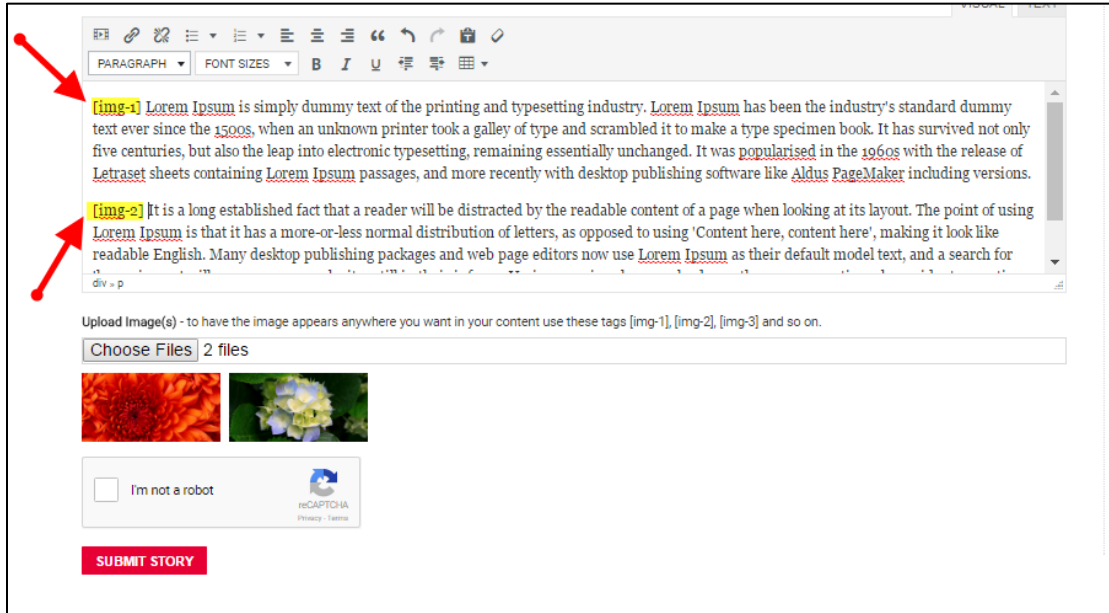 VISUAL TEXT
PARAGRAPH FONT SIZES B I U
[img-1] Lorem Ipsum is simply dummy text of the printing and typesetting industry. Lorem Ipsum has been the industry's standard dummy
text ever since the 1500s, when an unknown printer took a galley of type and scrambled it to make a type specimen book. It has survived not only
five centuries, but also the leap into electronic typesetting, remaining essentially unchanged. It was popularised in the 1960s with the release of
Letraset sheets containing Lorem Ipsum passages, and more recently with desktop publishing software like Aldus PageMaker including versions.
[img-2] It is a long established fact that a reader will be distracted by the readable content of a page when looking at its layout. The point of using
Lorem Ipsum is that it has a more-or-less normal distribution of letters, as opposed to using 'Content here, content here', making it look like
readable English. Many desktop publishing packages and web page editors now use Lorem Ipsum as their default model text, and a search for
div » p
Upload Image(s) - to have the image appears anywhere you want in your content use these tags [img-1], [img-2], [img-3] and so on.
Choose Files 2 files
I'm not a robot
reCAPTCHA
Privacy - Terms
SUBMIT STORY